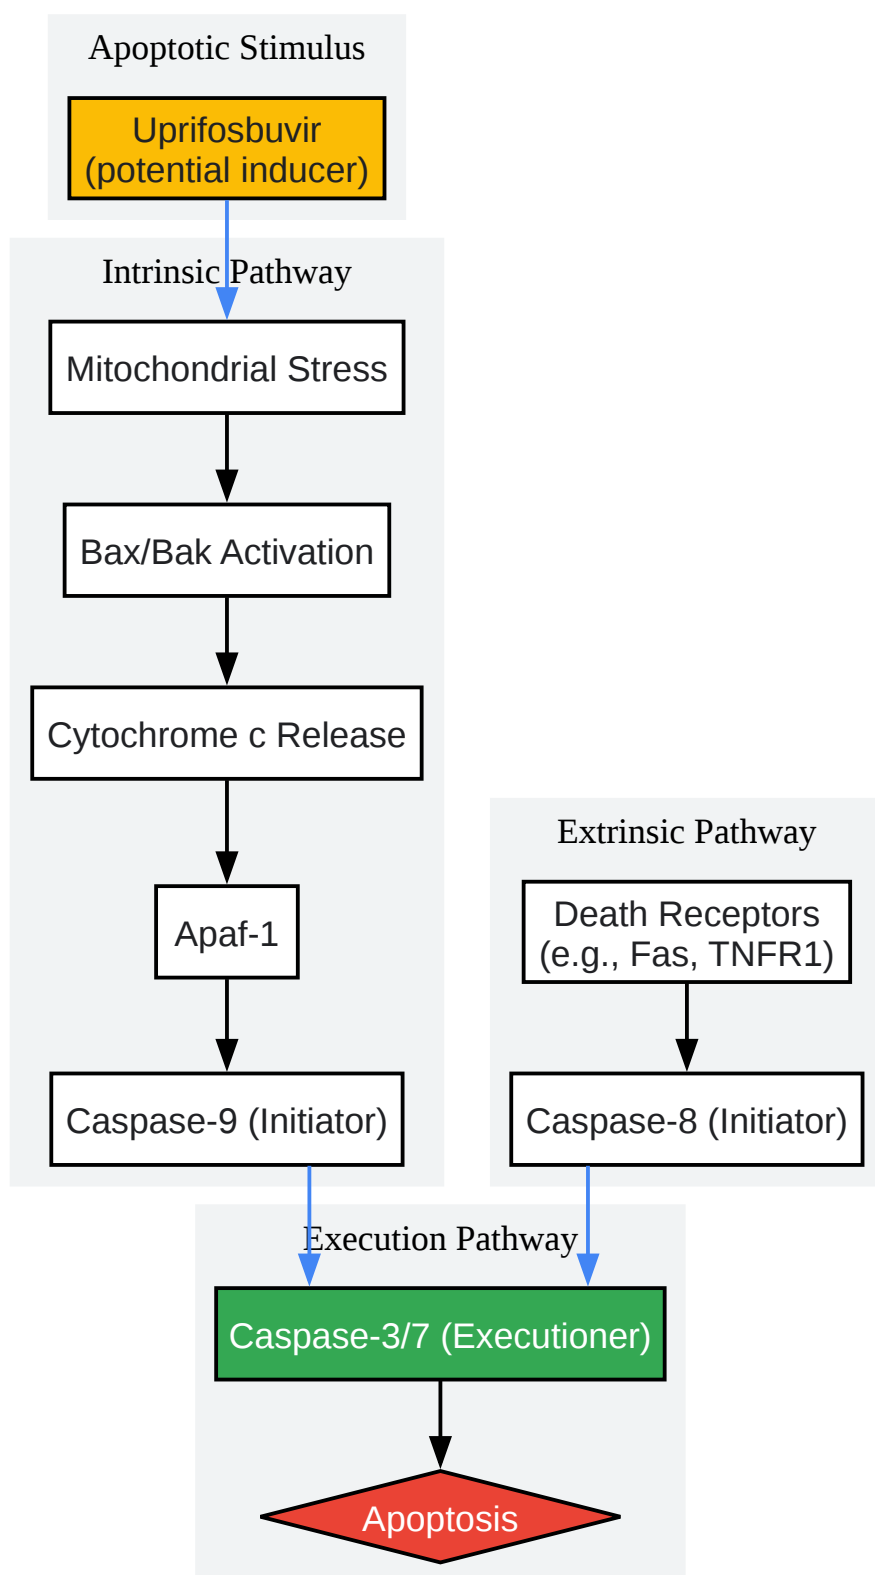 Apoptotic Stimulus
Uprifosbuvir
(potential inducer)
Intrinsic Pathway
Mitochondrial Stress
Bax/Bak Activation
Cytochrome c Release
Apaf-1
Caspase-9 (Initiator)
Extrinsic Pathway
Death Receptors
(e.g., Fas, TNFR1)
Caspase-8 (Initiator)
Execution Pathway
Caspase-3/7 (Executioner)
Apoptosis